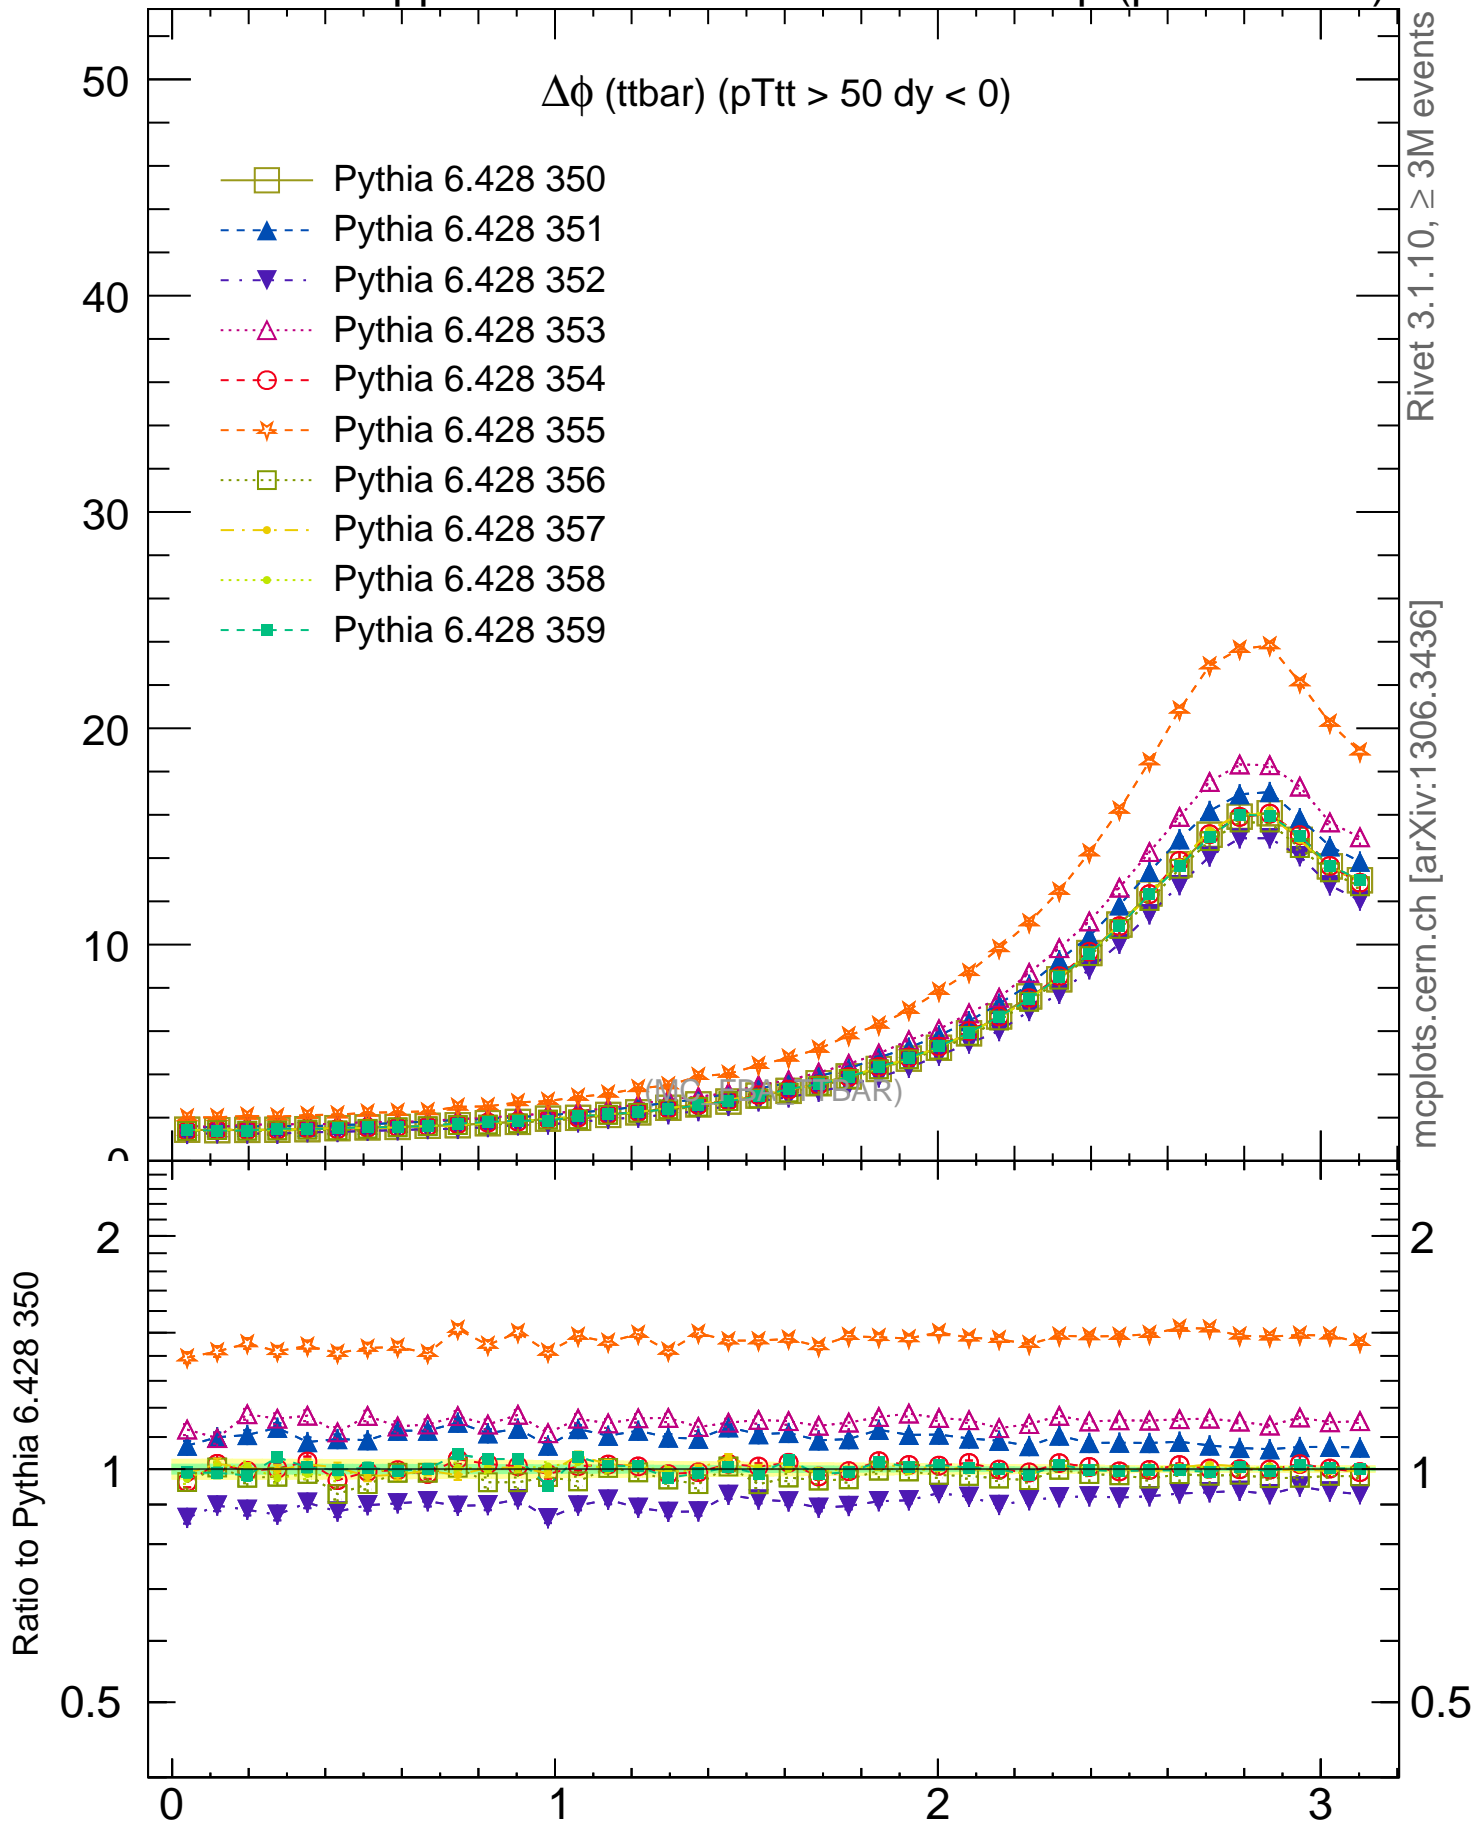 50
Δϕ (ttbar) (pTtt > 50 dy < 0)
Pythia 6.428 350
Pythia 6.428 351
Pythia 6.428 352
40
Pythia 6.428 353
Pythia 6.428 354
Pythia 6.428 355
Pythia 6.428 356
30
Pythia 6.428 357
Pythia 6.428 358
Pythia 6.428 359
20
10
0
Rivet 3.1.10, ≥ 3M events
mcplots.cern.ch [arXiv:1306.3436]
2
2
1
1
0.5
0.5
Ratio to Pythia 6.428 350
0
1
2
3